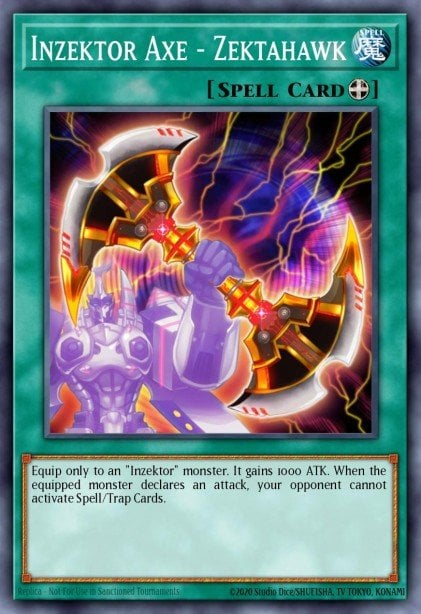 Inzektor Axe - Zektahawk
SPELL
魔
[Spell Card]
Equip only to an "Inzektor" monster. It gains 1000 ATK. When the
equipped monster declares an attack, your opponent cannot
activate Spell/Trap Cards.
Replica - Not For Use in Sanctioned Tournaments
©2020 Studio Dice/SHUEISHA, TV TOKYO, KONAMI